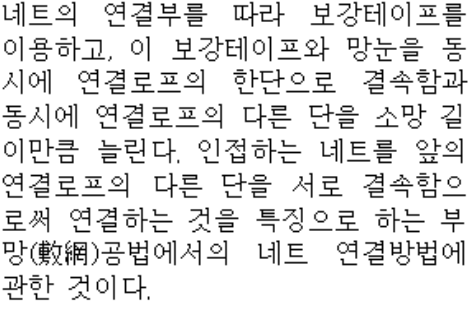 네트의 연결부를 따라 보강테이프를
이용하고, 이 보강테이프와 망눈을 동
시에 연결로프의 한단으로 결속함과
동시에 연결로프의 다른 단을 소망 길
이만큼 늘린다. 인접하는 네트를 앞의
연결로프의 다른 단을 서로 결속함으
로써 연결하는 것을 특징으로 하는 부
망(敷網)공법에서의 네트 연결방법에
관한 것이다.